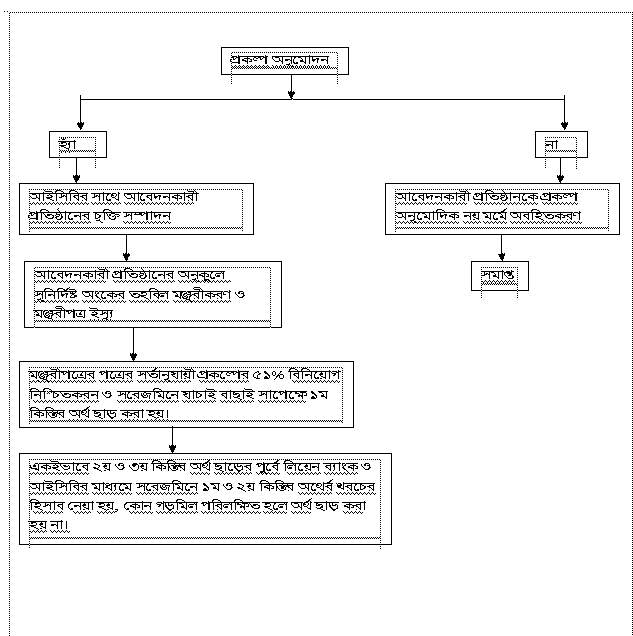 প্রকল্প অনুমোদন
হ্যাঁ
না
আইসিবির সাথে আবেদনকারী
প্রতিষ্ঠানের চুক্তি সম্পাদন
আবেদনকারী প্রতিষ্ঠানকে প্রকল্প
অনুমোদিক নয় মর্মে অবহিতকরণ
আবেদনকারী প্রতিষ্ঠানের অনুকূলে
সুনির্দিষ্ট অংকের তহবিল মঞ্জুরীকরণ ও
মঞ্জুরীপত্র ইস্যু
সমাপ্ত
মঞ্জুরীপত্রের পত্রের সর্তানুযায়ী প্রকল্পের ৫১% বিনিয়োগ
নিশ্চিতকরন ও সরেজমিনে যাচাই বাছাই সাপেক্ষে ১ম
কিস্তির অর্থ ছাড় করা হয়।
একইভাবে ২য় ও ৩য় কিস্তির অর্থ ছাড়ের পূর্বে লিয়েন ব্যাংক ও
আইসিবির মাধ্যমে সরেজমিনে ১ম ও ২য় কিস্তির অথের্র খরচের
হিসাব নেয়া হয়, কোন গড়মিল পরিলক্ষিত হলে অর্থ ছাড় করা
হয় না।